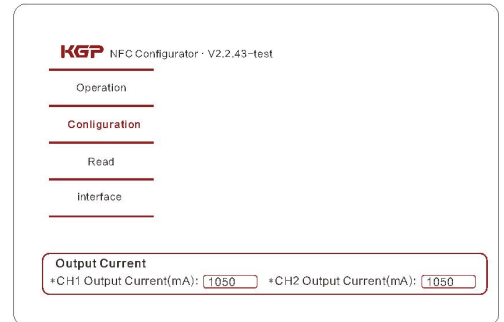 KGP NFC Configurator · V2,2,43-test
Operation
Conliguration
Read
interface
Output Current
*CH1 Output Current(mA): 1050 *CH2 Output Current(mA): 1050